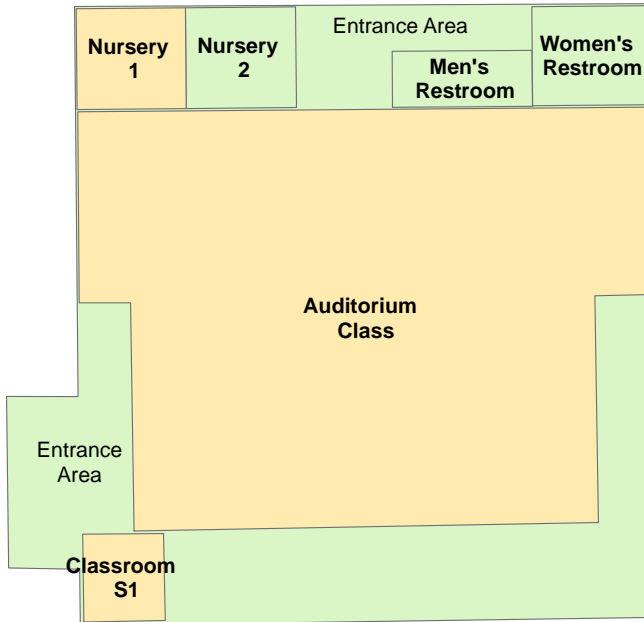 Entrance Area
Nursery
1
Nursery
2
Men's
Restroom
Women's
Restroom
Auditorium
Class
Entrance
Area
Classroom
S1